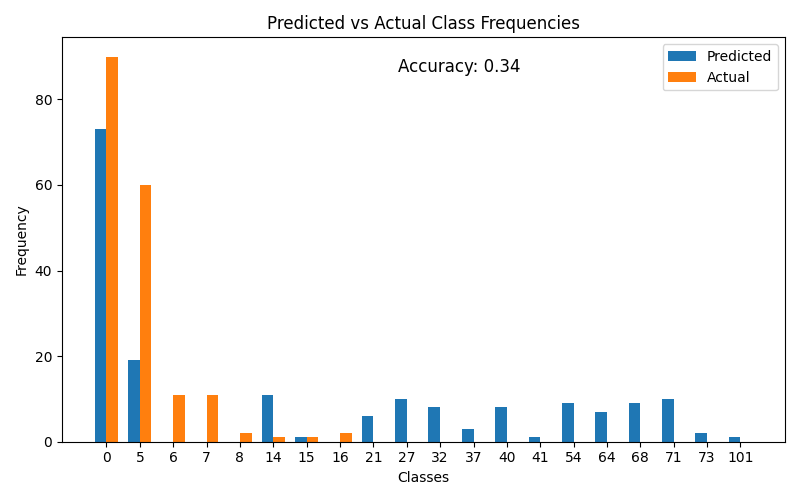 Predicted vs Actual Class Frequencies
Accuracy: 0.34
Predicted
Actual
Frequency
80
60
40
20
0
0 5 6 7 8 14 15 16 21 27 32 37 40 41 54 64 68 71 73 101
Classes